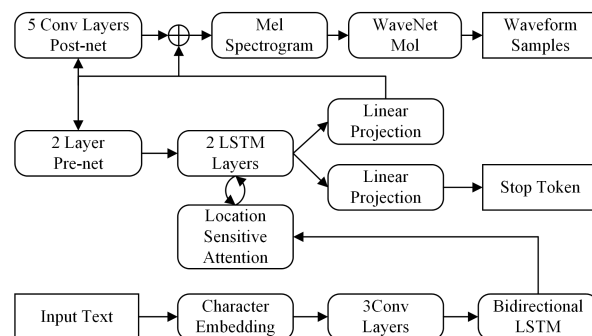 5 Conv Layers
Post-net
Mel
Spectrogram
WaveNet
Mol
Waveform
Samples
2 Layer
Pre-net
2 LSTM
Layers
Linear
Projection
Linear
Projection
Stop Token
Location
Sensitive
Attention
Input Text
Character
Embedding
3Conv
Layers
Bidirectional
LSTM